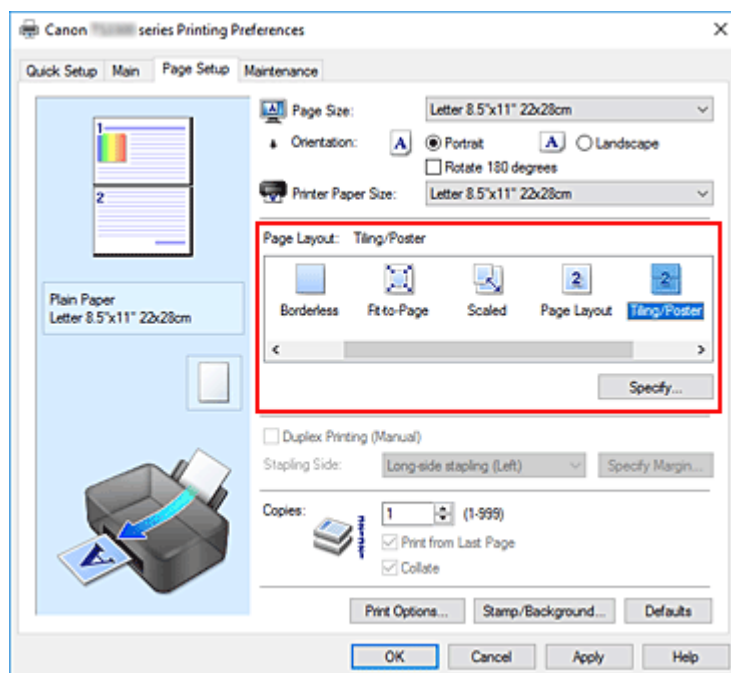 Canon series Printing Preferences
Quick Setup Main Page Setup Maintenance
1
2
Plain Paper
Letter 8.5"x11" 22x28cm
Page Size: Letter 8.5"x11" 22x28cm
Orientation: A Portrait A Landscape
Rotate 180 degrees
Printer Paper Size: Letter 8.5"x11" 22x28cm
Page Layout: Tiling/Poster
2 2
Borderless Fit-to-Page Scaled Page Layout Tiling/Poster
Specify...
Duplex Printing (Manual)
Stapling Side: Long-side stapling (Left) Specify Margin...
Copies: 1 (1-999)
Print from Last Page
Collate
Print Options... Stamp/Background... Defaults
OK Cancel Apply Help